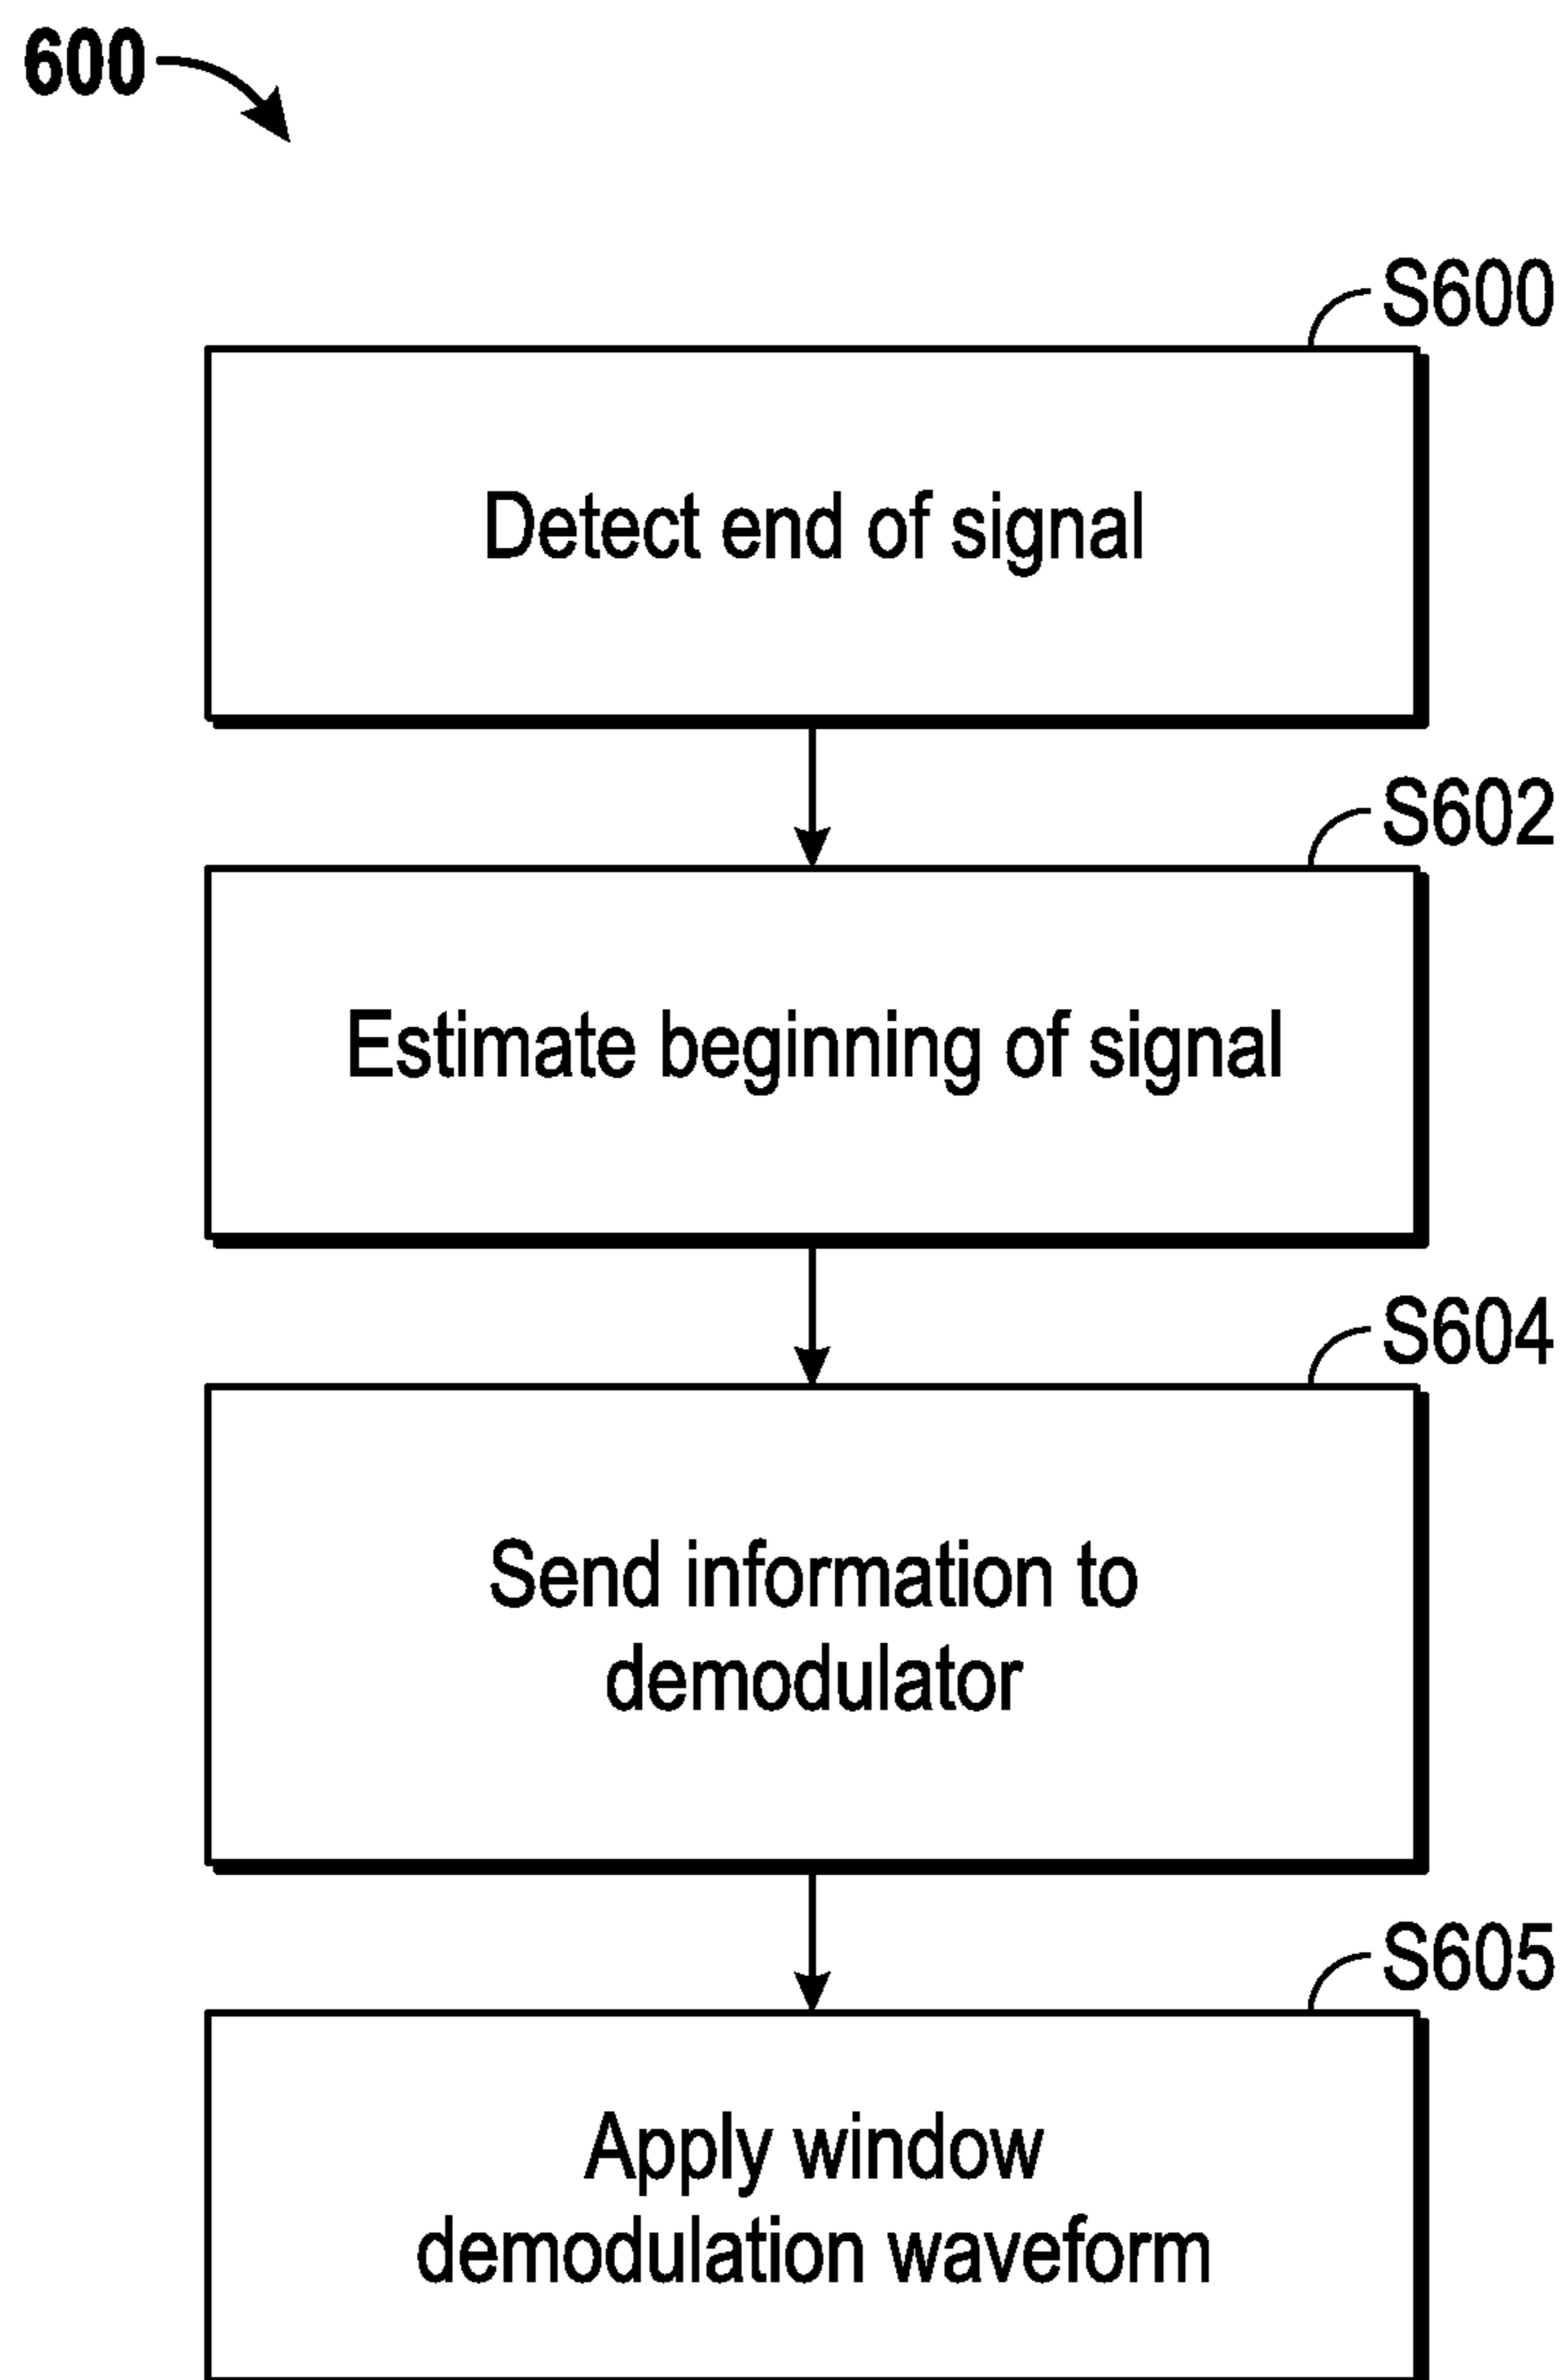 600
S600
Detect end of signal
S602
Estimate beginning of signal
S604
Send information to
demodulator
S605
Apply window
demodulation waveform